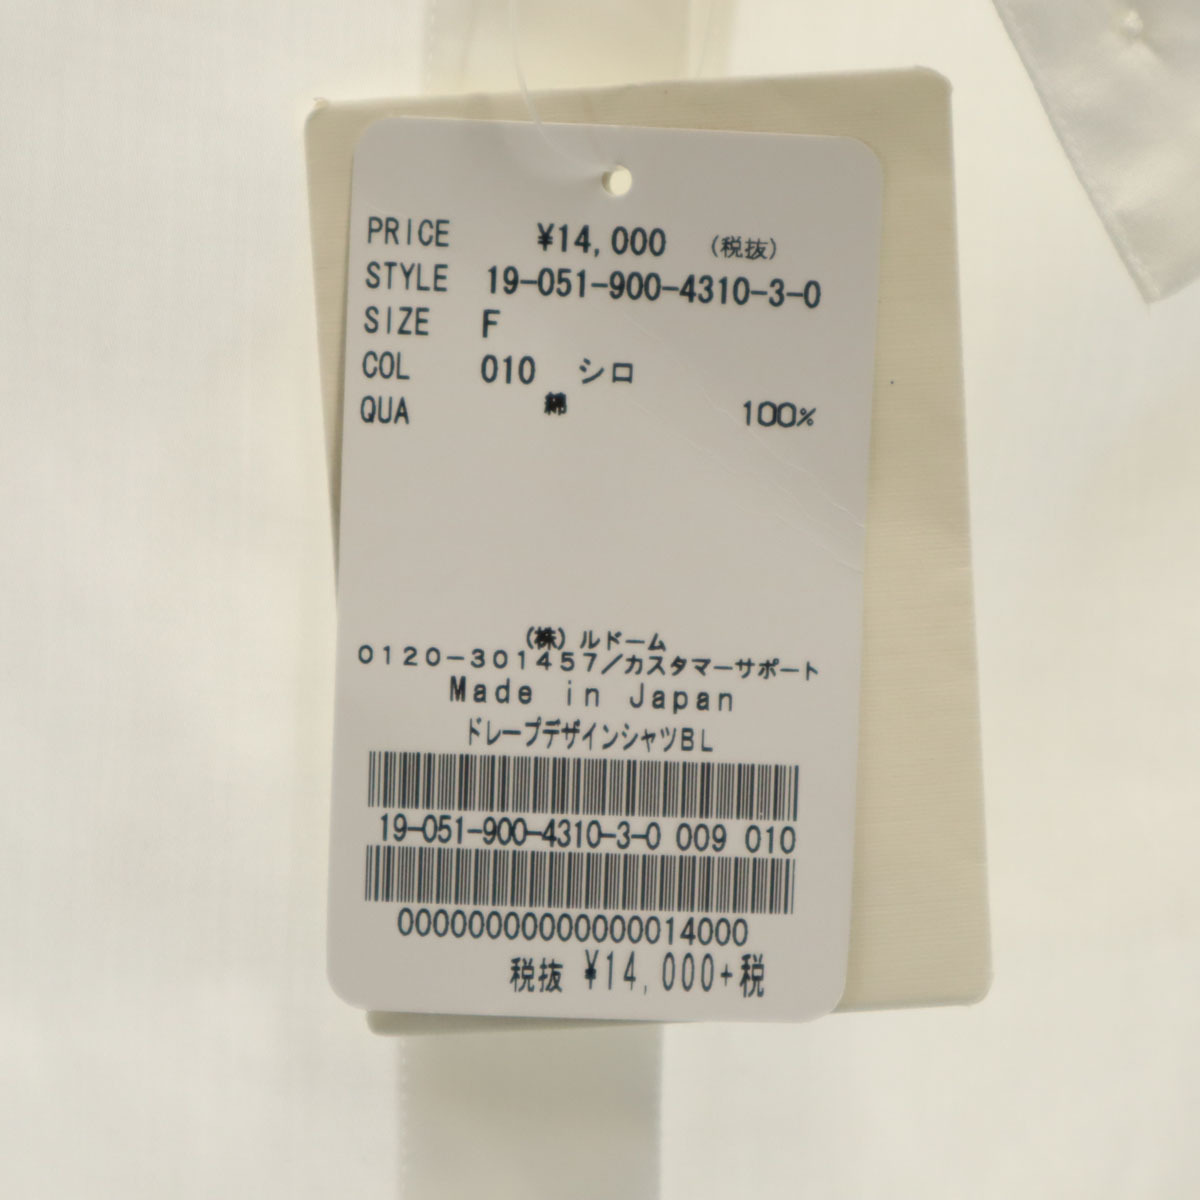 PRICE ¥14,000 (税抜)
STYLE 19-051-900-4310-3-0
SIZE F
COL 010 シロ
QUA 綿 100%
(株)ルドーム
0120-301457/カスタマーサポート
Made in Japan
ドレープデザインシャツBL
19-051-900-4310-3-0 009 010
00000000000000014000
税抜 ¥14,000+税